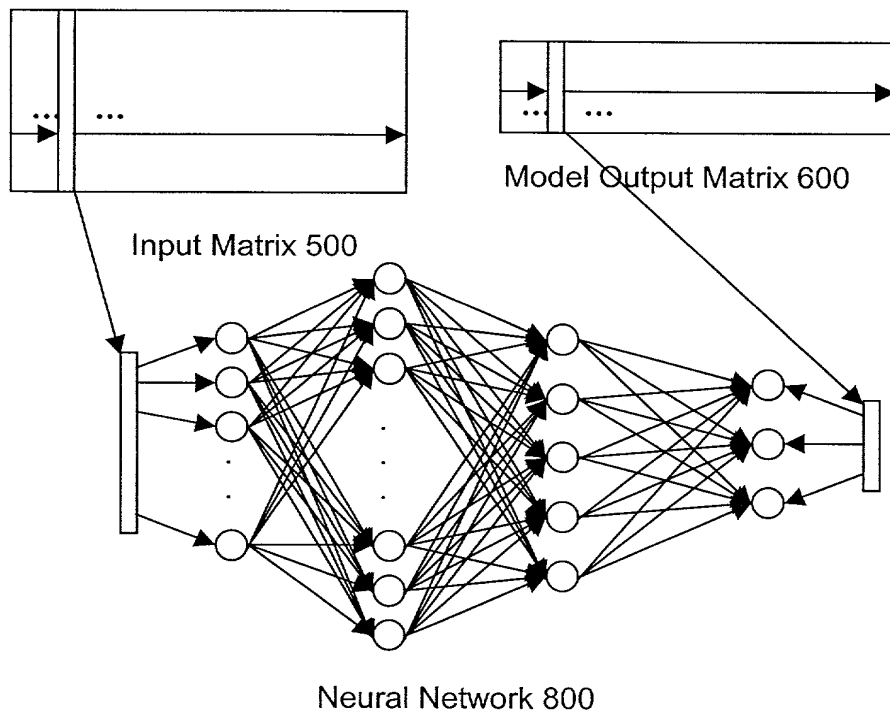 ... ...
... ...
Model Output Matrix 600
Input Matrix 500
Neural Network 800